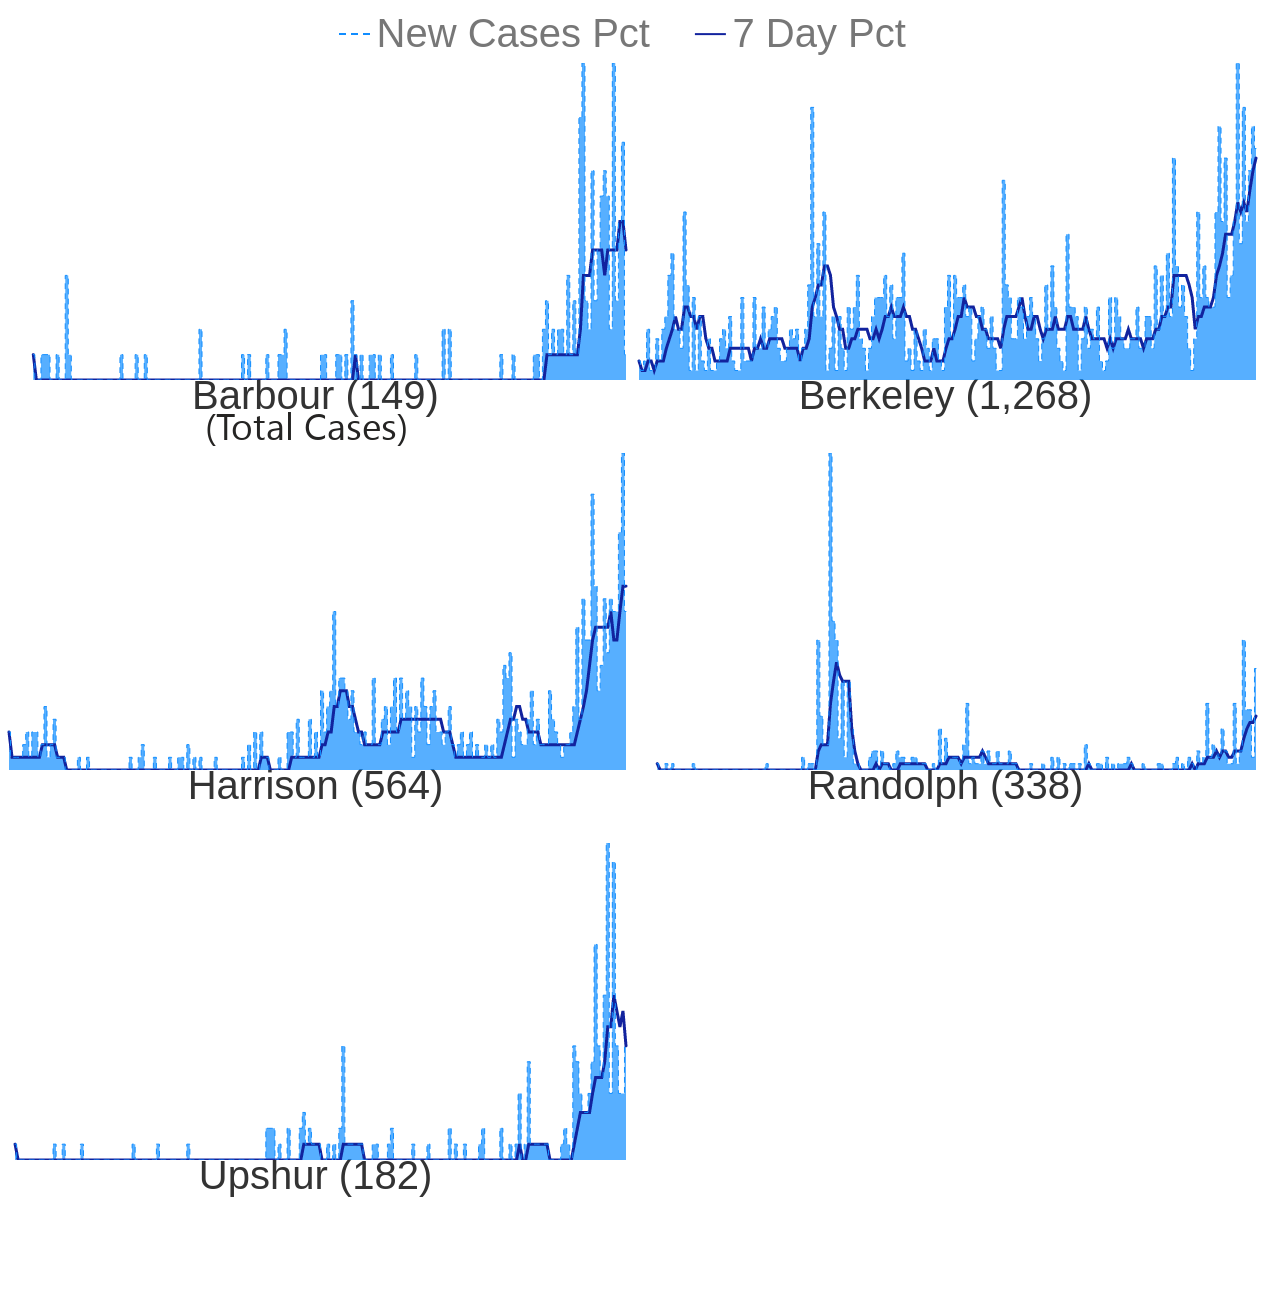 New Cases Pct 7 Day Pct
Barbour (149) Berkeley (1,268)
(Total Cases)
Harrison (564) Randolph (338)
Upshur (182)